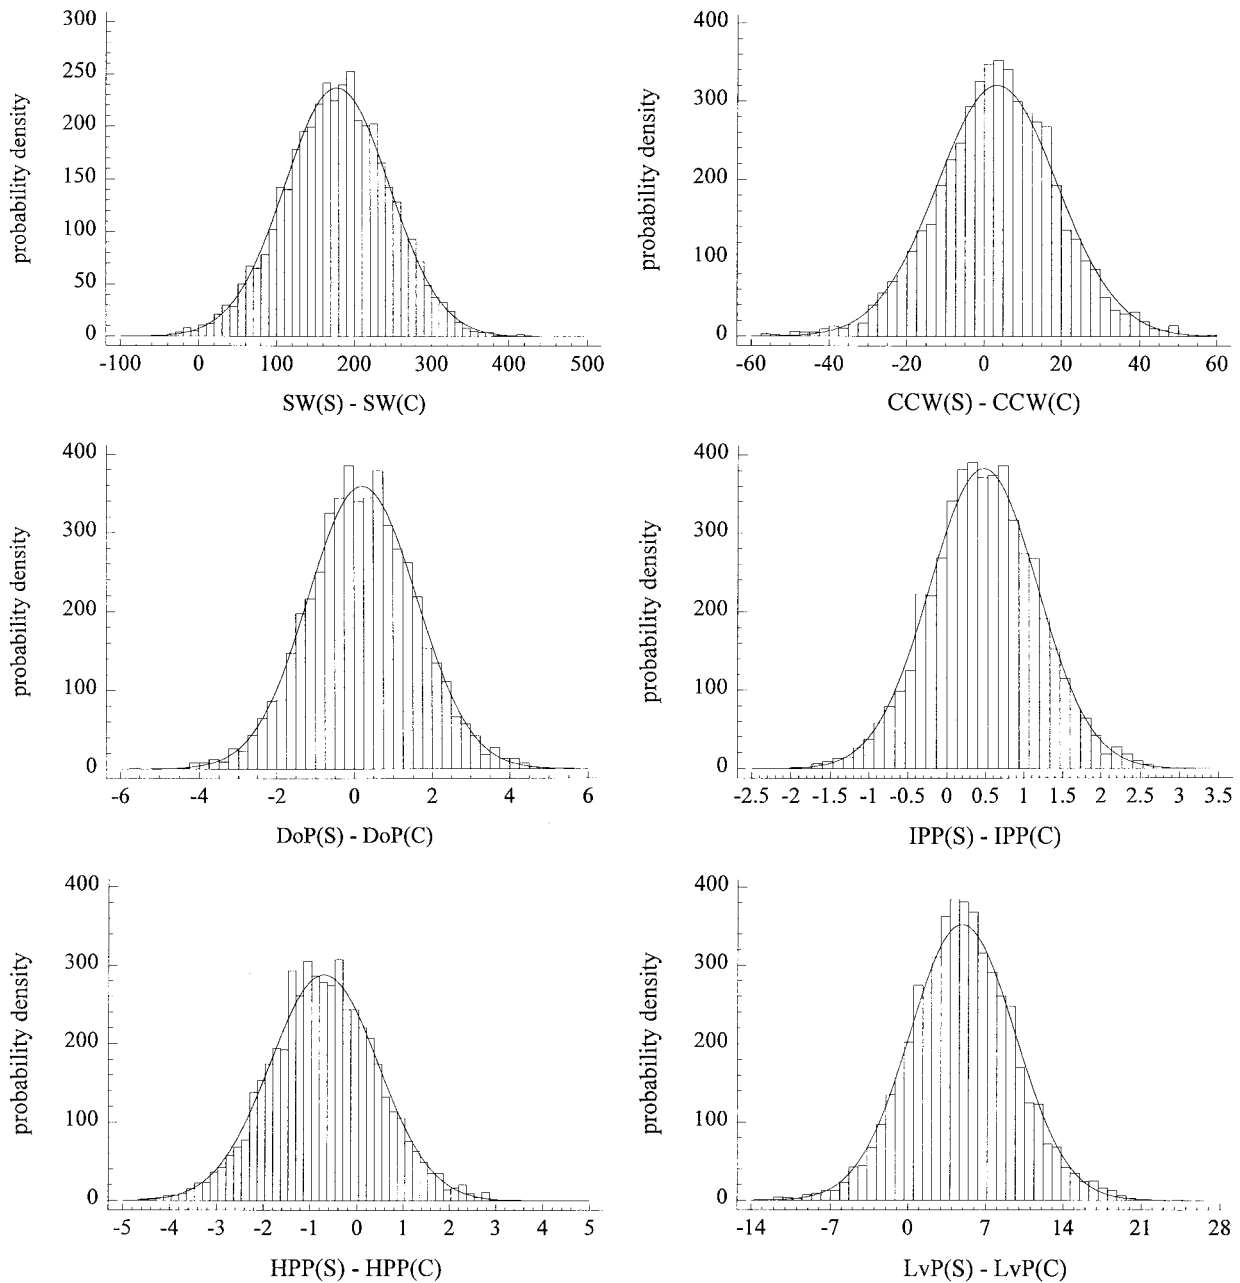 300
250
200
150
100
50
0
probability density
-100 0 100 200 300 400 500
SW(S) - SW(C)
400
300
200
100
0
probability density
-60 -40 -20 0 20 40 60
CCW(S) - CCW(C)
400
300
200
100
0
probability density
-6 -4 -2 0 2 4 6
DoP(S) - DoP(C)
400
300
200
100
0
probability density
-2.5 -2 -1.5 -1 -0.5 0 0.5 1 1.5 2 2.5 3 3.5
IPP(S) - IPP(C)
400
300
200
100
0
probability density
-5 -4 -3 -2 -1 0 1 2 3 4 5
HPP(S) - HPP(C)
400
300
200
100
0
probability density
-14 -7 0 7 14 21 28
LvP(S) - LvP(C)